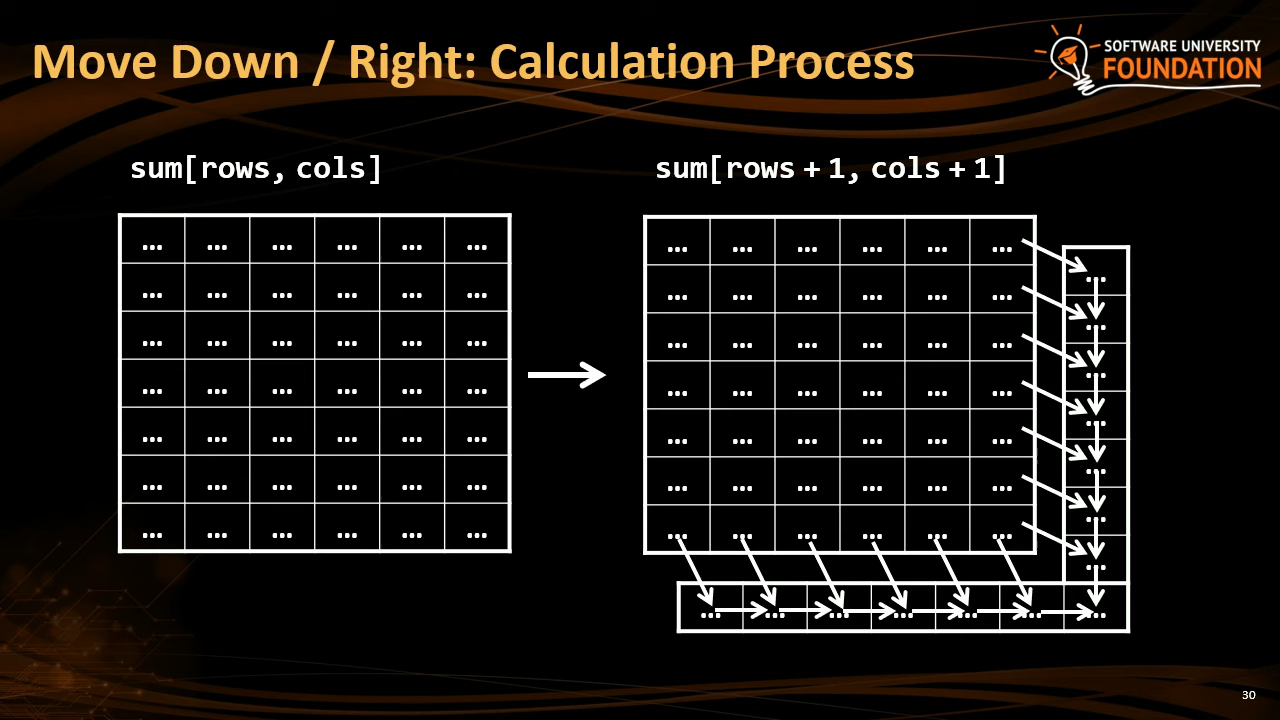 Move Down / Right: Calculation Process
SOFTWARE UNIVERSITY
FOUNDATION
sum[rows, cols]
sum[rows + 1, cols + 1]
... ... ... ... ... ...
... ... ... ... ... ...
... ... ... ... ... ...
... ... ... ... ... ...
... ... ... ... ... ...
... ... ... ... ... ...
... ... ... ... ... ...
... ... ... ... ... ... ...
... ... ... ... ... ... ...
... ... ... ... ... ... ...
... ... ... ... ... ... ...
... ... ... ... ... ... ...
... ... ... ... ... ... ...
... ... ... ... ... ... ...
... ... ... ... ... ... ...
30